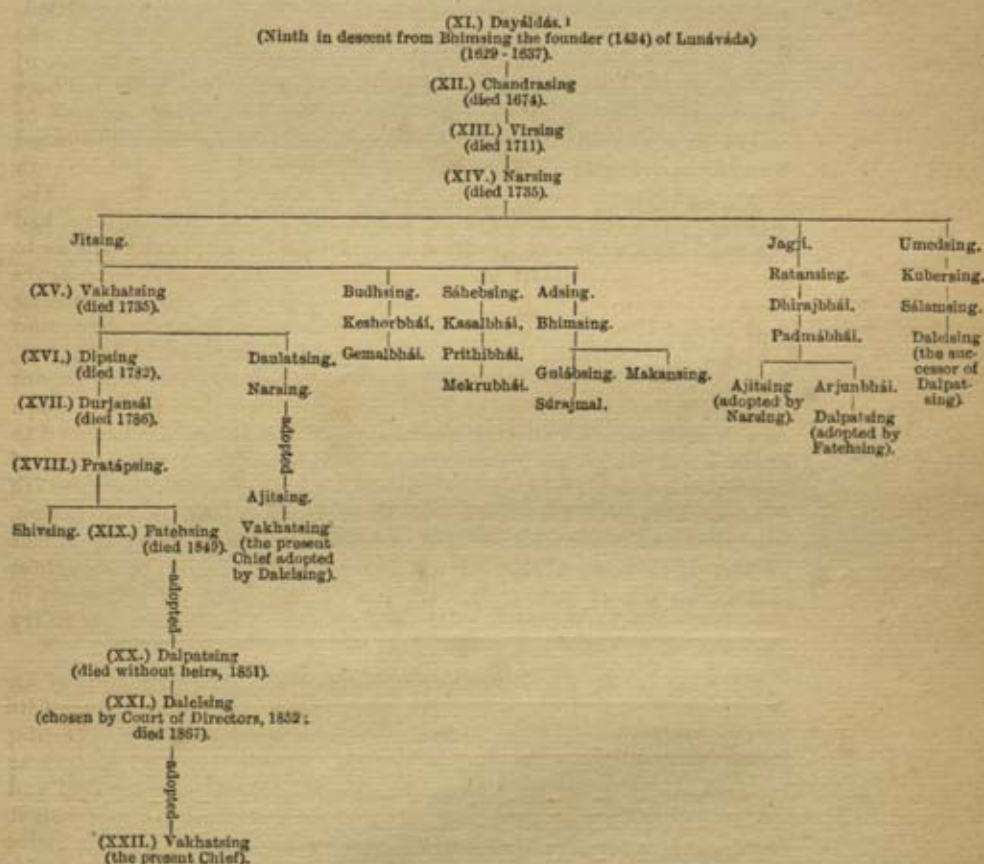 (XI.) Dayáldás. 1
(Ninth in descent from Bhimsing the founder (1434) of Lunáváda)
(1629 - 1637).
(XII.) Chandrasing
(died 1674).
(XIII.) Virsing
(died 1711).
(XIV.) Narsing
(died 1735).
Jitsing. Jagji. Umedsing.
(XV.) Vakhatsing
(died 1735).
Budhsing. Sáhebsing. Adsing. Ratansing. Kubersing.
Keshorbhái. Kasalbhái. Bhimsing. Dhirajbhái. Sálamsing.
(XVI.) Dipsing
(died 1782).
Daulatsing. Gemalbhái. Prithibhái. Padmábhái. Dalelsing
(the suc-
cessor of
Dalpat-
sing).
Gulábsing. Makansing.
Narsing. Mekrubhái. Súrajmal. Ajitsing
(adopted by
Narsing).
Arjunbhái.
Dalpatsing
(adopted by
Fatehsing).
(XVII.) Durjansál
(died 1786).
adopted
(XVIII.) Pratápsing.
Ajitsing.
Shivsing. (XIX.) Fatehsing
(died 1849).
Vakhatsing
(the present
Chief adopted
by Dalelsing).
adopted
(XX.) Dalpatsing
(died without heirs, 1851).
(XXI.) Dalelsing
(chosen by Court of Directors, 1852;
died 1867).
adopted
(XXII.) Vakhatsing
(the present Chief).